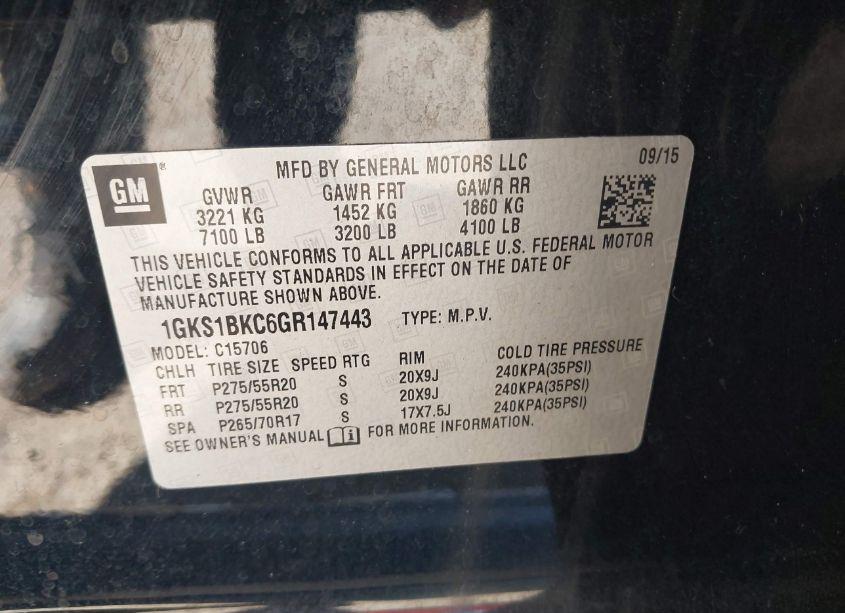 GM
MFD BY GENERAL MOTORS LLC 09/15
GVWR GAWR FRT GAWR RR
3221 KG 1452 KG 1860 KG
7100 LB 3200 LB 4100 LB
THIS VEHICLE CONFORMS TO ALL APPLICABLE U.S. FEDERAL MOTOR
VEHICLE SAFETY STANDARDS IN EFFECT ON THE DATE OF
MANUFACTURE SHOWN ABOVE.
1GKS1BKC6GR147443 TYPE: M.P.V.
MODEL: C15706
CHLH TIRE SIZE SPEED RTG RIM COLD TIRE PRESSURE
FRT P275/55R20 S 20X9J 240KPA(35PSI)
RR P275/55R20 S 20X9J 240KPA(35PSI)
SPA P265/70R17 S 17X7.5J 240KPA(35PSI)
SEE OWNER'S MANUAL FOR MORE INFORMATION.